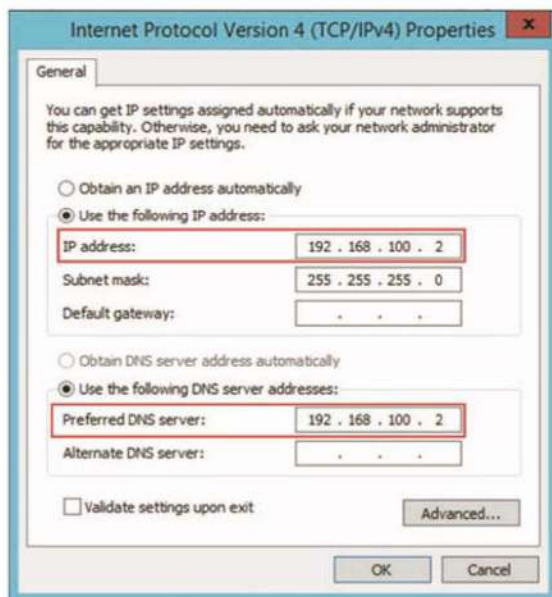 Internet Protocol Version 4 (TCP/IPv4) Properties
x
General
You can get IP settings assigned automatically if your network supports
this capability. Otherwise, you need to ask your network administrator
for the appropriate IP settings.
Obtain an IP address automatically
Use the following IP address:
IP address: 192 . 168 . 100 . 2
Subnet mask: 255 . 255 . 255 . 0
Default gateway: . . .
Obtain DNS server address automatically
Use the following DNS server addresses:
Preferred DNS server: 192 . 168 . 100 . 2
Alternate DNS server: . . .
Validate settings upon exit
Advanced...
OK Cancel